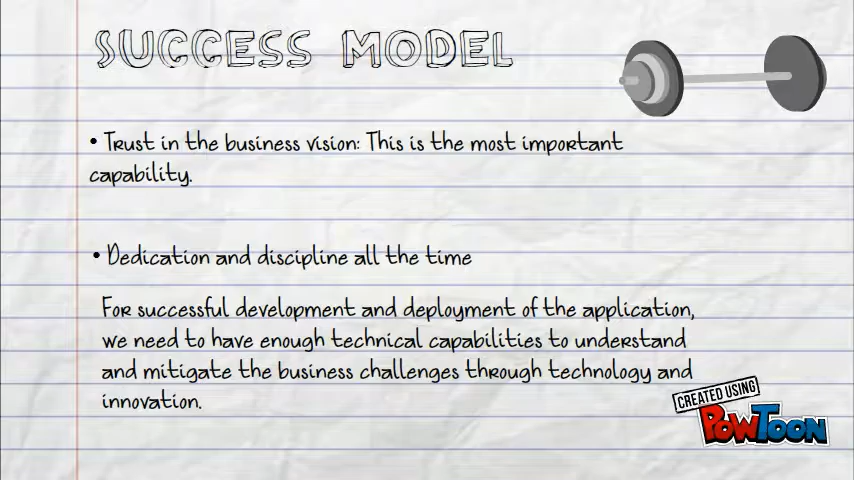 SUCCESS MODEL
• Trust in the business vision: This is the most important
capability.
• Dedication and discipline all the time
For successful development and deployment of the application,
we need to have enough technical capabilities to understand
and mitigate the business challenges through technology and
innovation.
CREATED USING
POWTOON